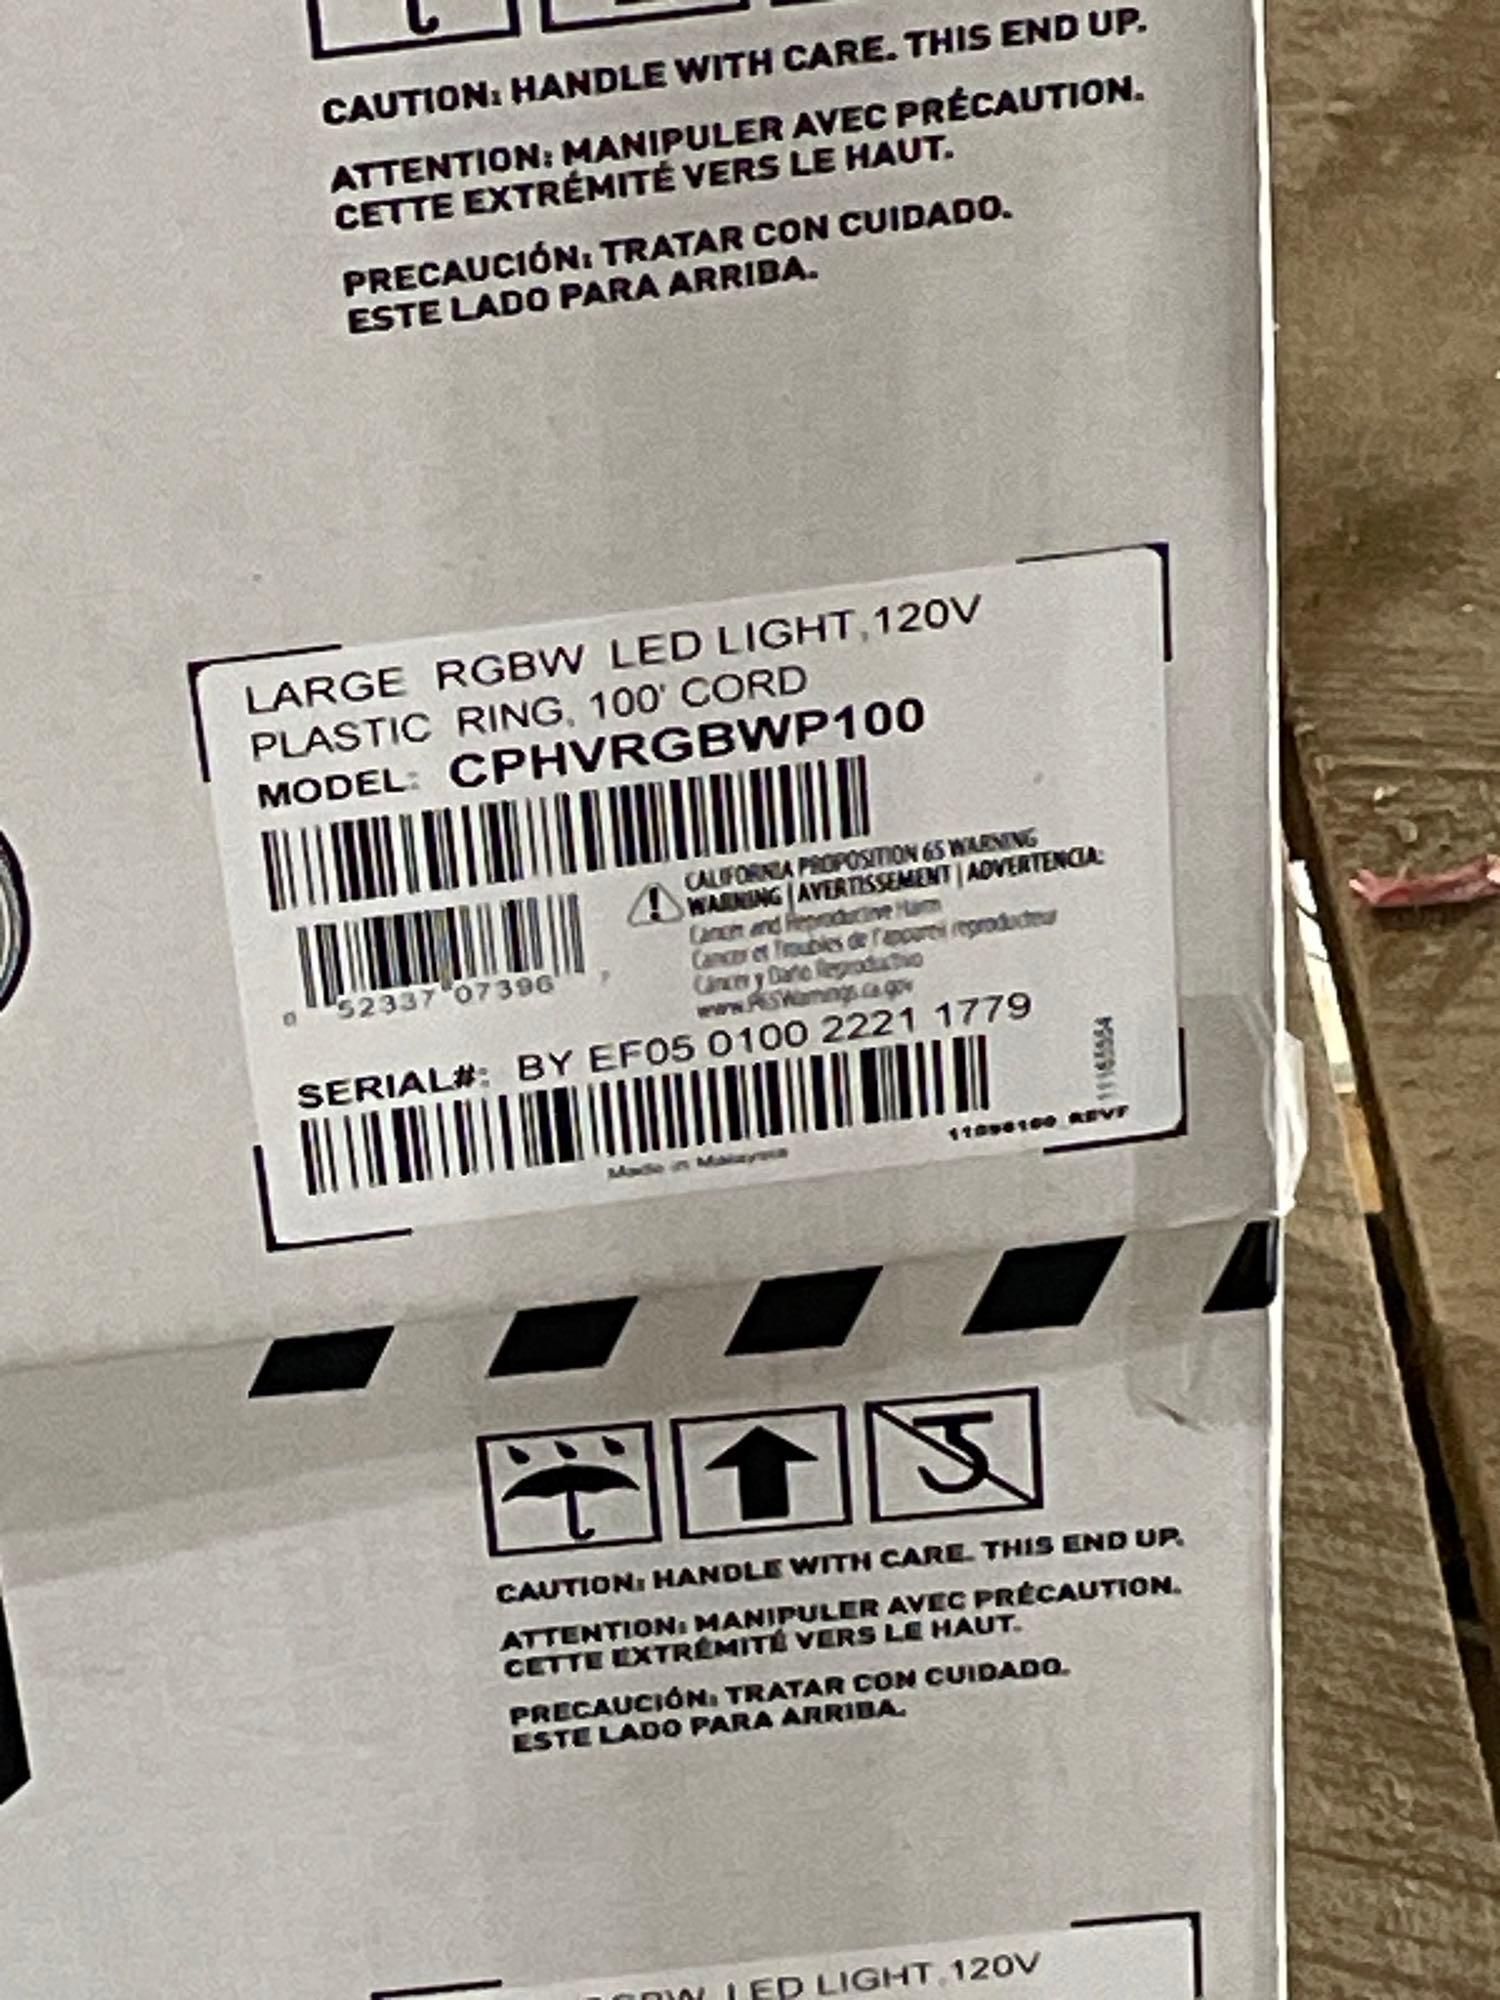 CAUTION: HANDLE WITH CARE. THIS END UP.
ATTENTION: MANIPULER AVEC PRÉCAUTION.
CETTE EXTRÉMITÉ VERS LE HAUT.
PRECAUCIÓN: TRATAR CON CUIDADO.
ESTE LADO PARA ARRIBA.
LARGE RGBW LED LIGHT, 120V
PLASTIC RING, 100' CORD
MODEL: CPHVRGBWP100
CALIFORNIA PROPOSITION 65 WARNING
WARNING | AVERTISSEMENT | ADVERTENCIA:
Cancer and Reproductive Harm
Cancer et Troubles de l'appareil reproducteur
Cáncer y Daño Reproductivo
www.P65Warnings.ca.gov
0 52337 07396 7
SERIAL#: BY EF05 0100 2221 1779
Made in Malaysia
CAUTION: HANDLE WITH CARE. THIS END UP.
ATTENTION: MANIPULER AVEC PRÉCAUTION.
CETTE EXTRÉMITÉ VERS LE HAUT.
PRECAUCIÓN: TRATAR CON CUIDADO.
ESTE LADO PARA ARRIBA.
LED LIGHT, 120V